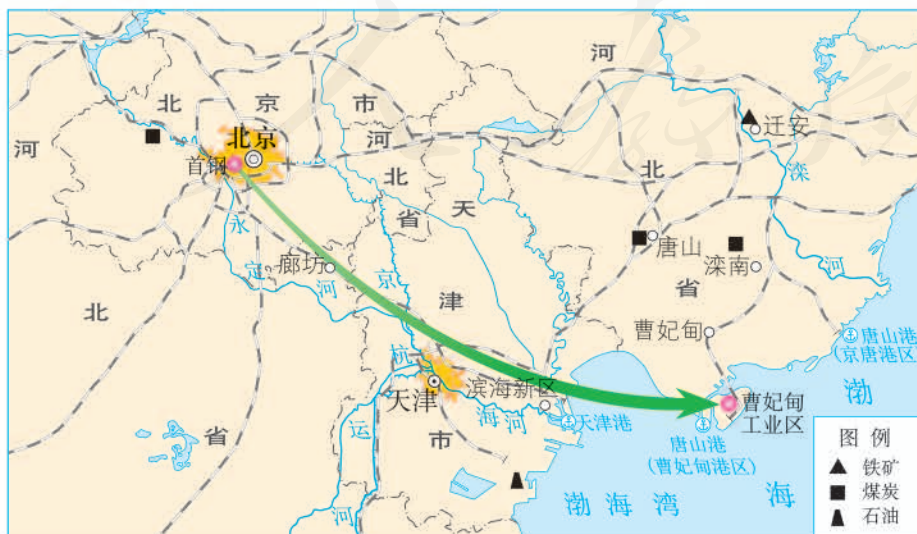 河
北京市
河
北京
首钢
河北省
天津市
北
省
迁安
滦河
唐山
滦南
省
曹妃甸
永定河
廊坊
京杭运河
北
省
天津
滨海新区
海河
天津港
唐山港
(京唐港区)
唐山港
(曹妃甸港区)
曹妃甸
工业区
渤海
渤海湾
图例
铁矿
煤炭
石油